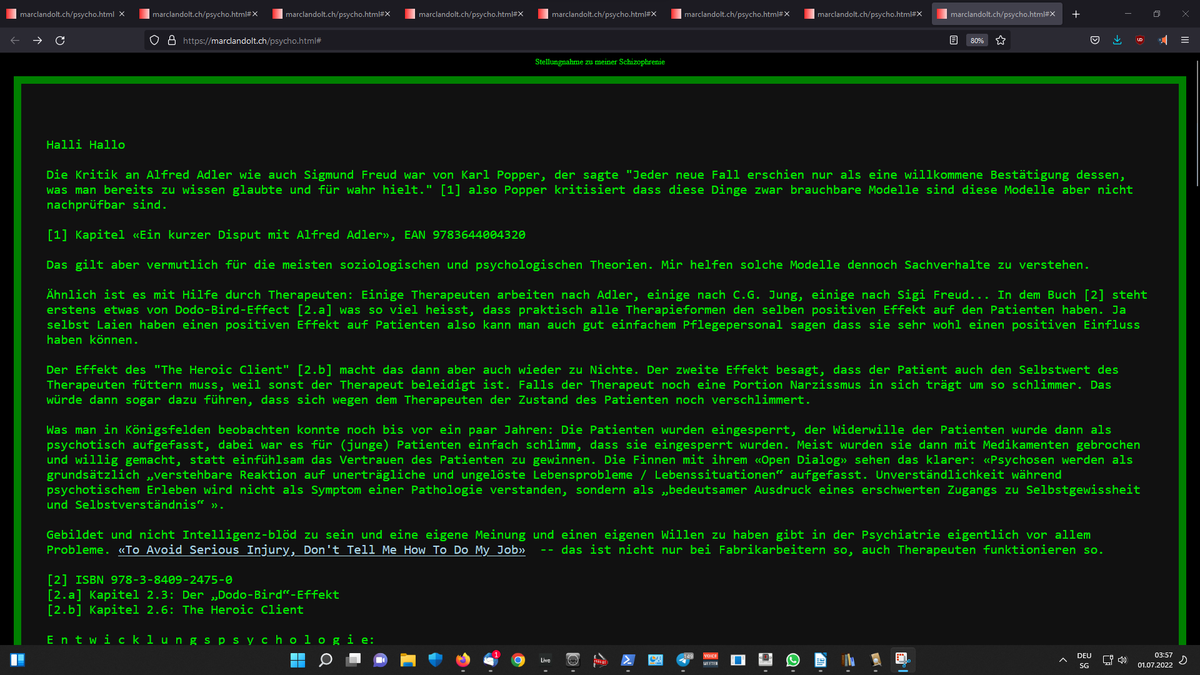 marclandolt.ch/psycho.html
marclandolt.ch/psycho.html#
marclandolt.ch/psycho.html#
marclandolt.ch/psycho.html#
marclandolt.ch/psycho.html#
marclandolt.ch/psycho.html#
marclandolt.ch/psycho.html#
marclandolt.ch/psycho.html#
https://marclandolt.ch/psycho.html#
80%
Stellungnahme zu meiner Schizophrenie
Halli Hallo
Die Kritik an Alfred Adler wie auch Sigmund Freud war von Karl Popper, der sagte "Jeder neue Fall erschien nur als eine willkommene Bestätigung dessen,
was man bereits zu wissen glaubte und für wahr hielt." [1] also Popper kritisiert dass diese Dinge zwar brauchbare Modelle sind diese Modelle aber nicht
nachprüfbar sind.
[1] Kapitel «Ein kurzer Disput mit Alfred Adler», EAN 9783644004320
Das gilt aber vermutlich für die meisten soziologischen und psychologischen Theorien. Mir helfen solche Modelle dennoch Sachverhalte zu verstehen.
Ähnlich ist es mit Hilfe durch Therapeuten: Einige Therapeuten arbeiten nach Adler, einige nach C.G. Jung, einige nach Sigi Freud... In dem Buch [2] steht
erstens etwas von Dodo-Bird-Effect [2.a] was so viel heisst, dass praktisch alle Therapieformen den selben positiven Effekt auf den Patienten haben. Ja
selbst Laien haben einen positiven Effekt auf Patienten also kann man auch gut einfachem Pflegepersonal sagen dass sie sehr wohl einen positiven Einfluss
haben können.
Der Effekt des "The Heroic Client" [2.b] macht das dann aber auch wieder zu Nichte. Der zweite Effekt besagt, dass der Patient auch den Selbstwert des
Therapeuten füttern muss, weil sonst der Therapeut beleidigt ist. Falls der Therapeut noch eine Portion Narzissmus in sich trägt um so schlimmer. Das
würde dann sogar dazu führen, dass sich wegen dem Therapeuten der Zustand des Patienten noch verschlimmert.
Was man in Königsfelden beobachten konnte noch bis vor ein paar Jahren: Die Patienten wurden eingesperrt, der Widerwille der Patienten wurde dann als
psychotisch aufgefasst, dabei war es für (junge) Patienten einfach schlimm, dass sie eingesperrt wurden. Meist wurden sie dann mit Medikamenten gebrochen
und willig gemacht, statt einfühlsam das Vertrauen des Patienten zu gewinnen. Die Finnen mit ihrem «Open Dialog» sehen das klarer: «Psychosen werden als
grundsätzlich „verstehbare Reaktion auf unerträgliche und ungelöste Lebensprobleme / Lebenssituationen“ aufgefasst. Unverständlichkeit während
psychotischem Erleben wird nicht als Symptom einer Pathologie verstanden, sondern als „bedeutsamer Ausdruck eines erschwerten Zugangs zu Selbstgewissheit
und Selbstverständnis“ ».
Gebildet und nicht Intelligenz-blöd zu sein und eine eigene Meinung und einen eigenen Willen zu haben gibt in der Psychiatrie eigentlich vor allem
Probleme. «To Avoid Serious Injury, Don't Tell Me How To Do My Job» -- das ist nicht nur bei Fabrikarbeitern so, auch Therapeuten funktionieren so.
[2] ISBN 978-3-8409-2475-0
[2.a] Kapitel 2.3: Der „Dodo-Bird“-Effekt
[2.b] Kapitel 2.6: The Heroic Client
E n t w i c k l u n g s p s y c h o l o g i e:
Live
DEU
SG
03:57
01.07.2022